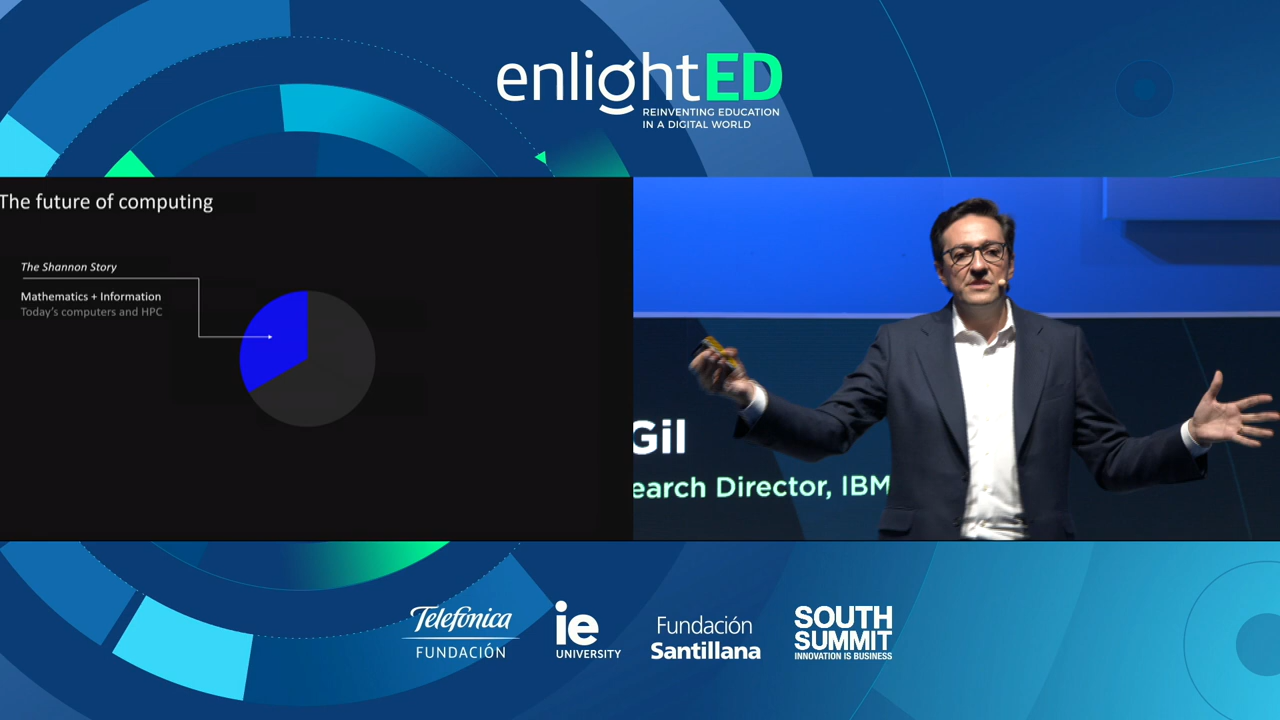 enlightED
REINVENTING EDUCATION
IN A DIGITAL WORLD
The future of computing
The Shannon Story
Mathematics + Information
Today's computers and HPC
Gil
earch Director, IBM
Telefónica
FUNDACIÓN
ie
UNIVERSITY
Fundación
Santillana
SOUTH
SUMMIT
INNOVATION IS BUSINESS